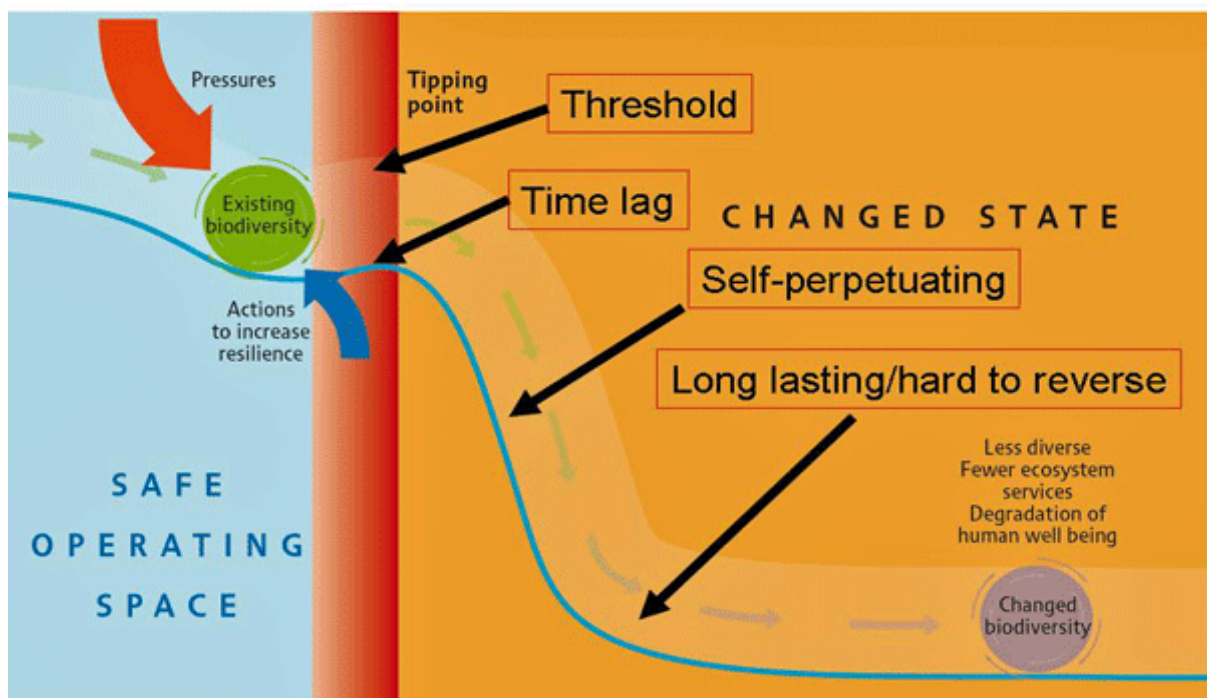 Pressures
Tipping
point
Threshold
Existing
biodiversity
Time lag
CHANGED STATE
Self-perpetuating
Actions
to increase
resilience
Long lasting/hard to reverse
SAFE
OPERATING
SPACE
Less diverse
Fewer ecosystem
services
Degradation of
human well being
Changed
biodiversity